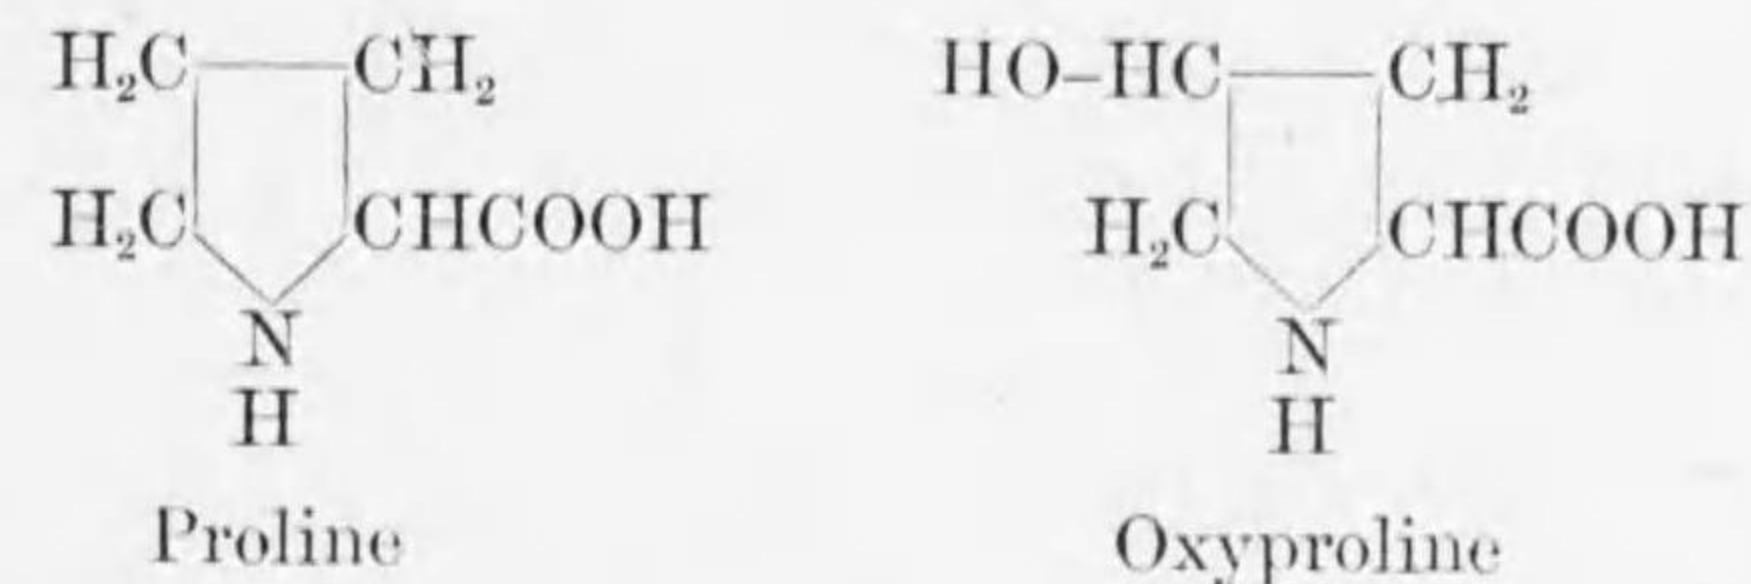 H₂C CH₂ HO–HC CH₂
H₂C CHCOOH H₂C CHCOOH
N N
H H
Proline Oxyproline